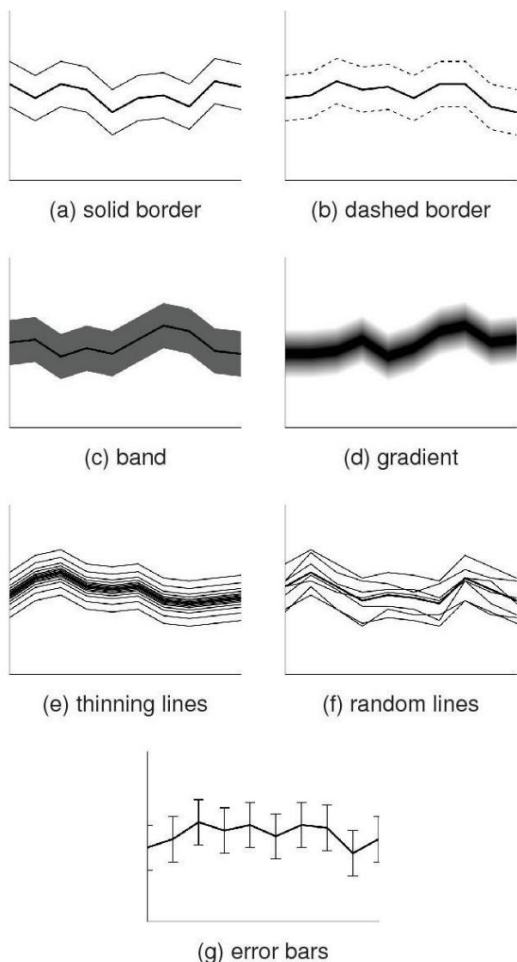 (a) solid border
(b) dashed border
(c) band
(d) gradient
(e) thinning lines
(f) random lines
(g) error bars